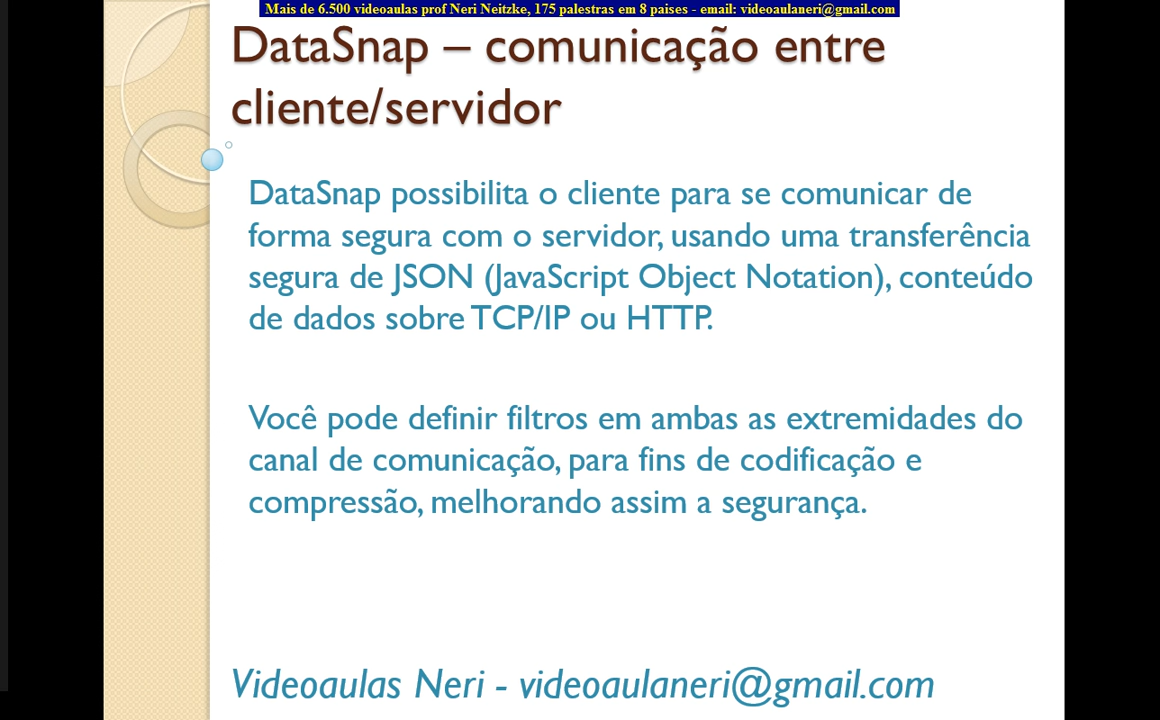 Mais de 6.500 videoaulas prof Neri Neitzke, 175 palestras em 8 paises - email: videoaulaneri@gmail.com
DataSnap – comunicação entre
cliente/servidor
DataSnap possibilita o cliente para se comunicar de
forma segura com o servidor, usando uma transferência
segura de JSON (JavaScript Object Notation), conteúdo
de dados sobre TCP/IP ou HTTP.
Você pode definir filtros em ambas as extremidades do
canal de comunicação, para fins de codificação e
compressão, melhorando assim a segurança.
Videoaulas Neri - videoaulaneri@gmail.com